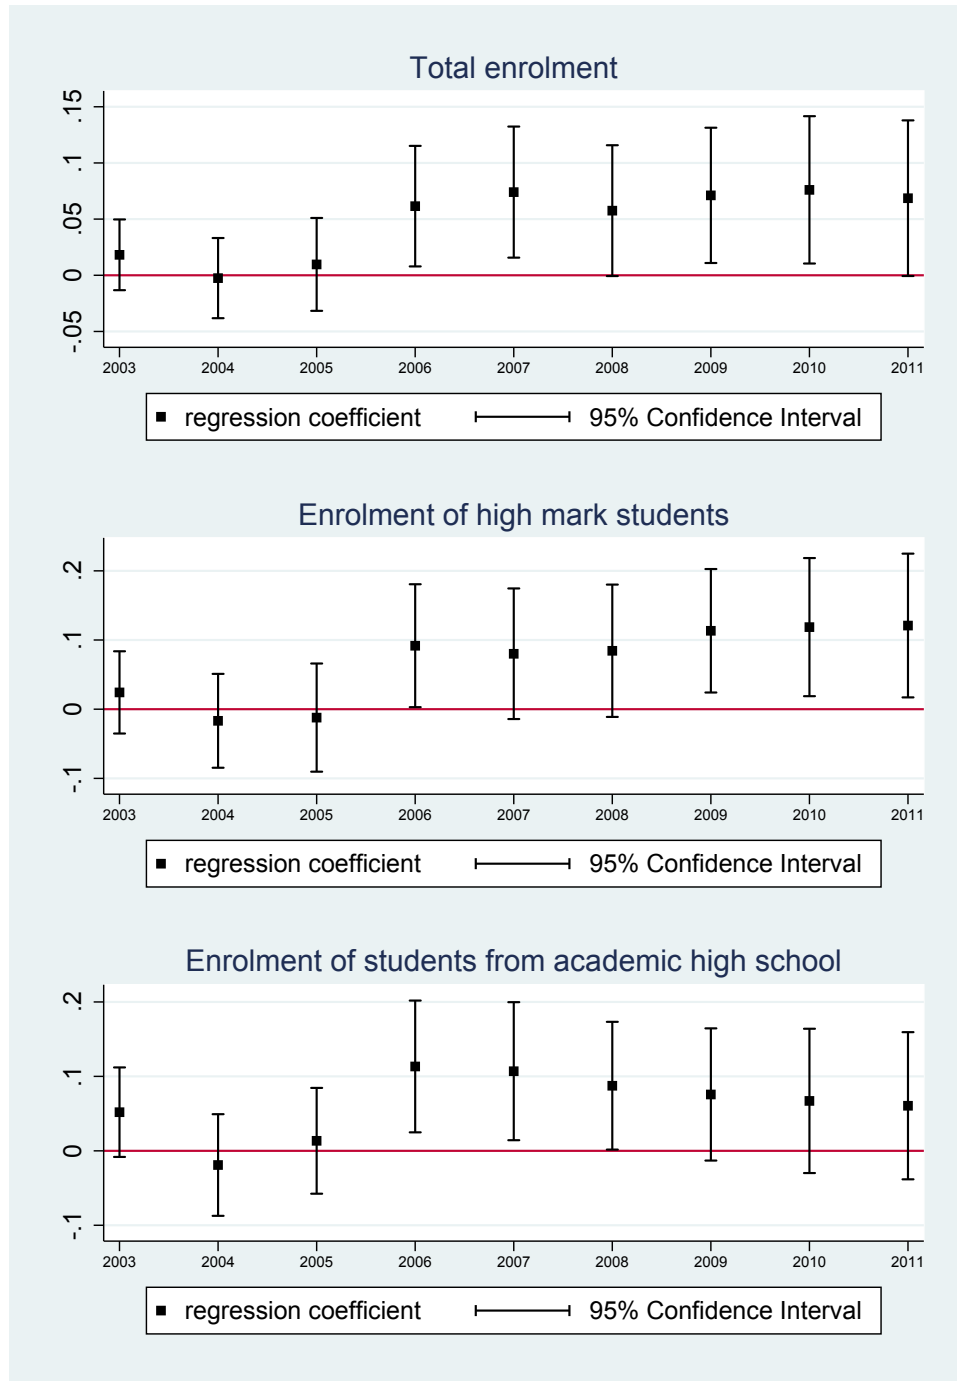 Total enrolment
.15
.1
.05
0
-.05
2003 2004 2005 2006 2007 2008 2009 2010 2011
regression coefficient 95% Confidence Interval
Enrolment of high mark students
.2
.1
0
-.1
2003 2004 2005 2006 2007 2008 2009 2010 2011
regression coefficient 95% Confidence Interval
Enrolment of students from academic high school
.2
.1
0
-.1
2003 2004 2005 2006 2007 2008 2009 2010 2011
regression coefficient 95% Confidence Interval